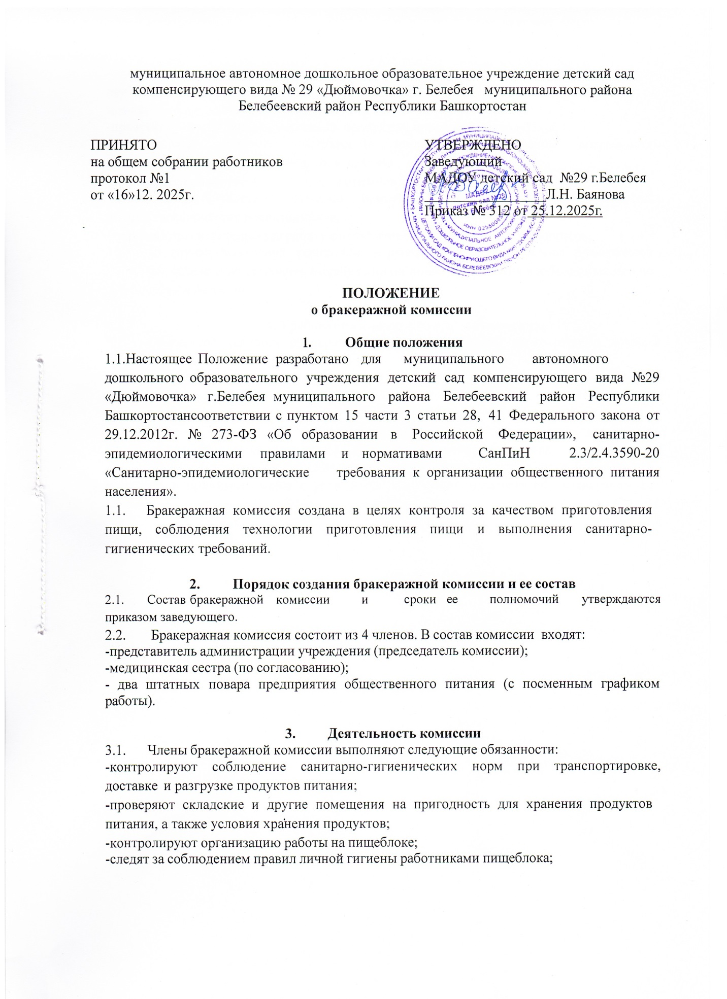 муниципальное автономное дошкольное образовательное учреждение детский сад
компенсирующего вида № 29 «Дюймовочка» г. Белебея муниципального района
Белебеевский район Республики Башкортостан
ПРИНЯТО
на общем собрании работников
протокол №1
от «16»12. 2025г.
УТВЕРЖДЕНО
Заведующий
МАДОУ детский сад №29 г.Белебея
Л.Н. Баянова
Приказ № 312 от 25.12.2025г.
МАДОУ
детский сад №29
г. Белебея
ПОЛОЖЕНИЕ
о бракеражной комиссии
1. Общие положения
1.1.Настоящее Положение разработано для муниципального автономного
дошкольного образовательного учреждения детский сад компенсирующего вида №29
«Дюймовочка» г.Белебея муниципального района Белебеевский район Республики
Башкортостансоответствии с пунктом 15 части 3 статьи 28, 41 Федерального закона от
29.12.2012г. № 273-ФЗ «Об образовании в Российской Федерации», санитарно-
эпидемиологическими правилами и нормативами СанПиН 2.3/2.4.3590-20
«Санитарно-эпидемиологические требования к организации общественного питания
населения».
1.1. Бракеражная комиссия создана в целях контроля за качеством приготовления
пищи, соблюдения технологии приготовления пищи и выполнения санитарно-
гигиенических требований.
2. Порядок создания бракеражной комиссии и ее состав
2.1. Состав бракеражной комиссии и сроки ее полномочий утверждаются
приказом заведующего.
2.2. Бракеражная комиссия состоит из 4 членов. В состав комиссии входят:
-представитель администрации учреждения (председатель комиссии);
-медицинская сестра (по согласованию);
- два штатных повара предприятия общественного питания (с посменным графиком
работы).
3. Деятельность комиссии
3.1. Члены бракеражной комиссии выполняют следующие обязанности:
-контролируют соблюдение санитарно-гигиенических норм при транспортировке,
доставке и разгрузке продуктов питания;
-проверяют складские и другие помещения на пригодность для хранения продуктов
питания, а также условия хранения продуктов;
-контролируют организацию работы на пищеблоке;
-следят за соблюдением правил личной гигиены работниками пищеблока;